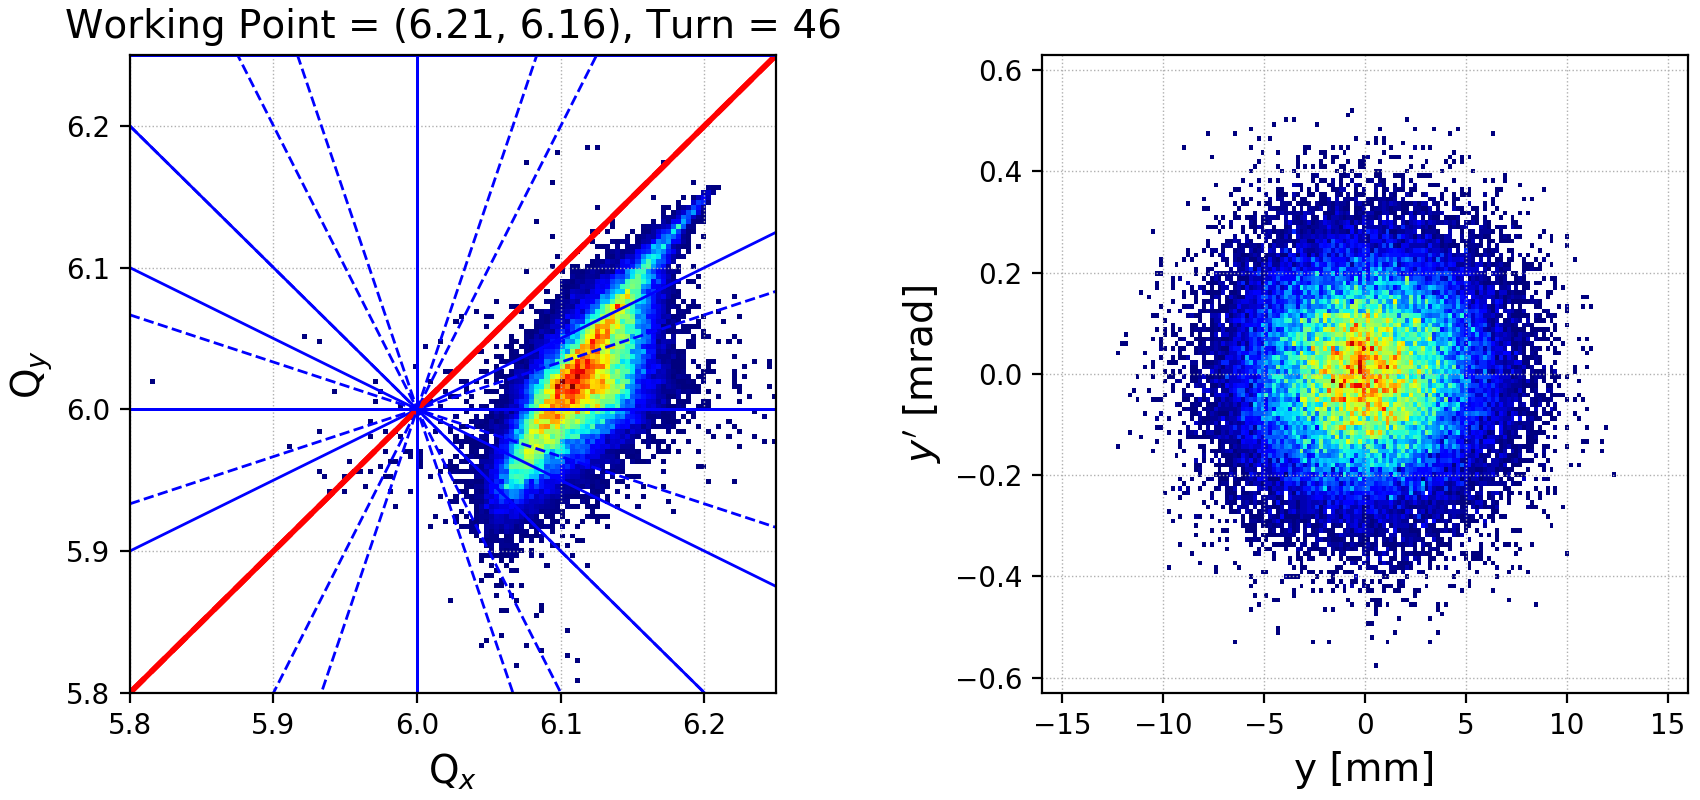 Working Point = (6.21, 6.16), Turn = 46
6.2
6.1
6.0
5.9
5.8
Q_y
5.8 5.9 6.0 6.1 6.2
Q_x
0.6
0.4
0.2
0.0
−0.2
−0.4
−0.6
y′ [mrad]
−15 −10 −5 0 5 10 15
y [mm]